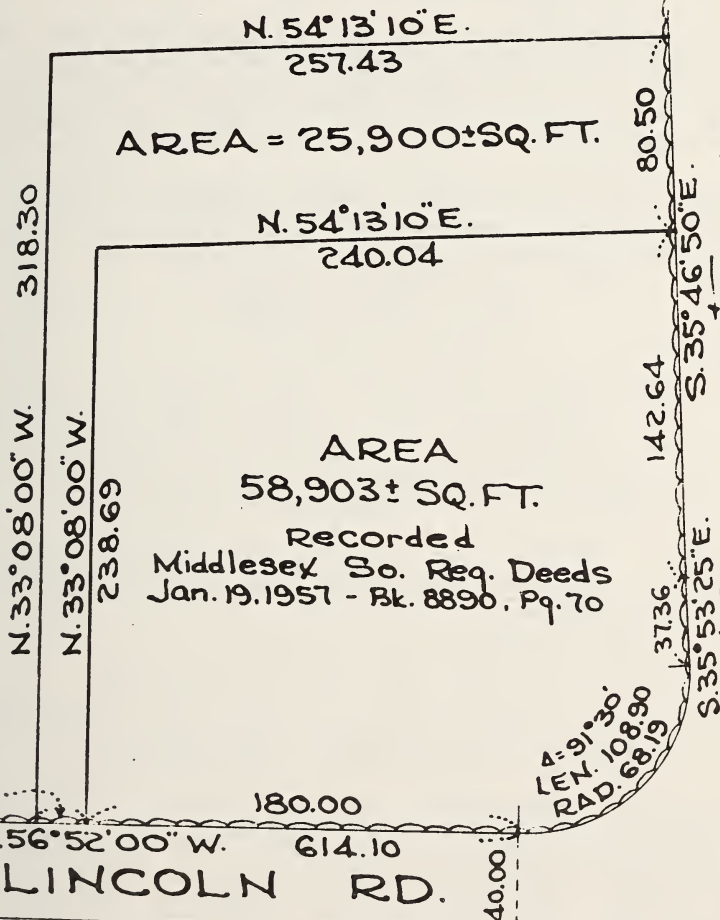 N. 54°13'10"E.
257.43
AREA = 25,900±SQ. FT.
80.50
318.30
N. 54°13'10"E.
240.04
S. 35°46'50"E.
142.64
N. 33°08'00" W.
N. 33°08'00" W.
238.69
AREA
58,903± SQ. FT.
Recorded
Middlesex So. Reg. Deeds
Jan. 19. 1957 - Bk. 8890, Pg. 70
37.36
S. 35°53'25"E.
Δ=91°30'
LEN. 108.90
RAD. 68.19
180.00
.56°52'00" W.
614.10
40.00
LINCOLN RD.